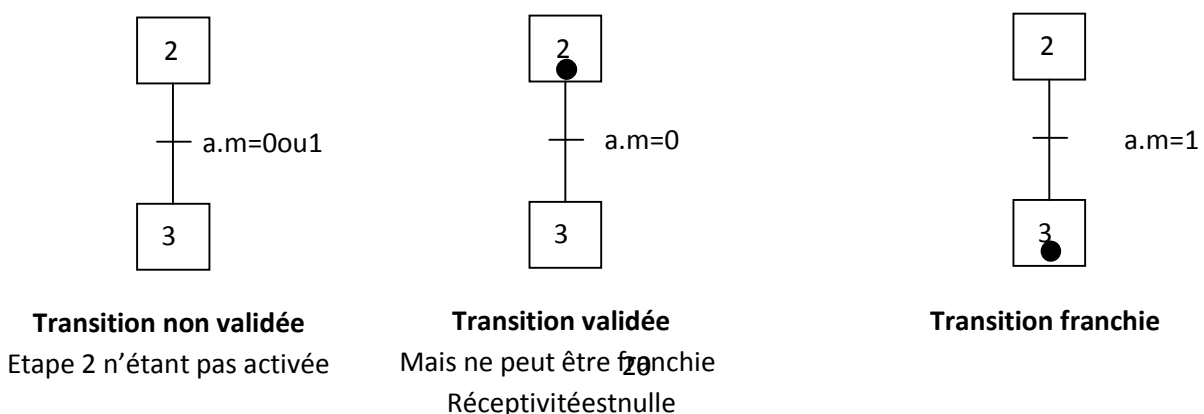 2
a.m=0ou1
3
Transition non validée
Etape 2 n’étant pas activée
2
a.m=0
3
Transition validée
Mais ne peut être franchie
20
Réceptivitéestnulle
2
a.m=1
3
Transition franchie